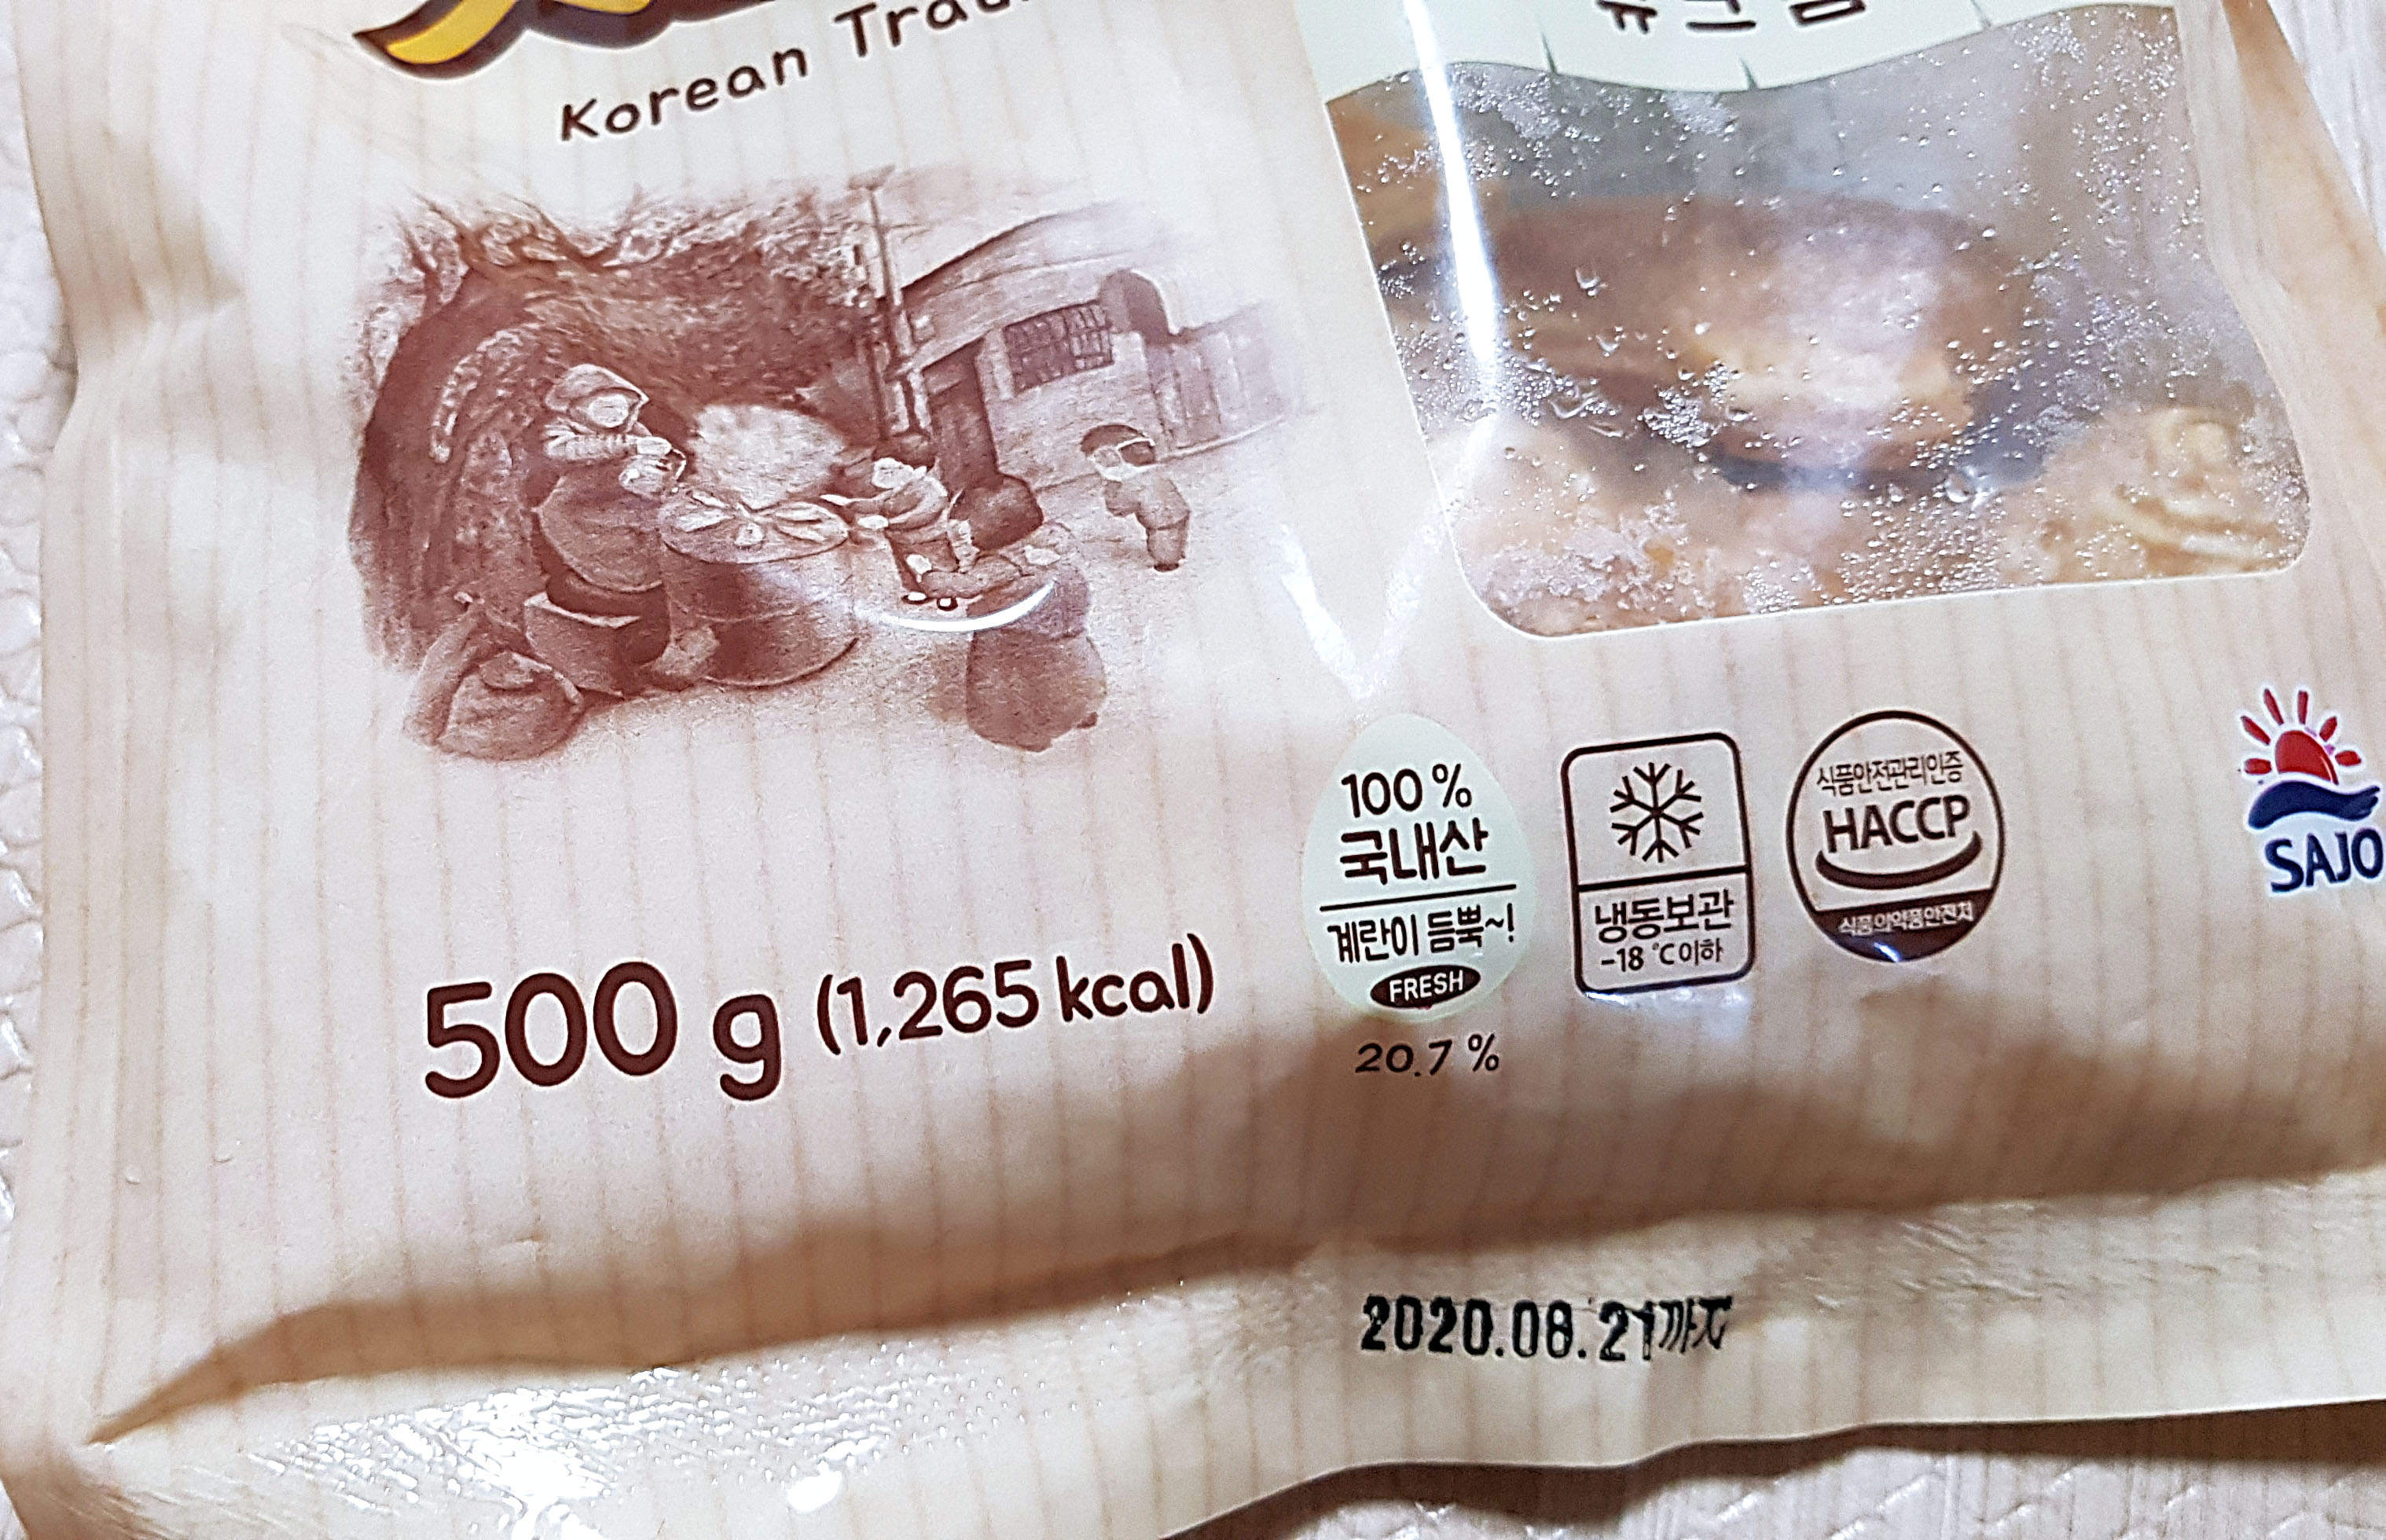 Korean
500 g (1,265 kcal)
100 %
국내산
계란이 듬뿍~!
FRESH
20.7 %
냉동보관
-18 ℃ 이하
식품안전관리인증
HACCP
식품의약품안전처
SAJO
2020.08.21까지